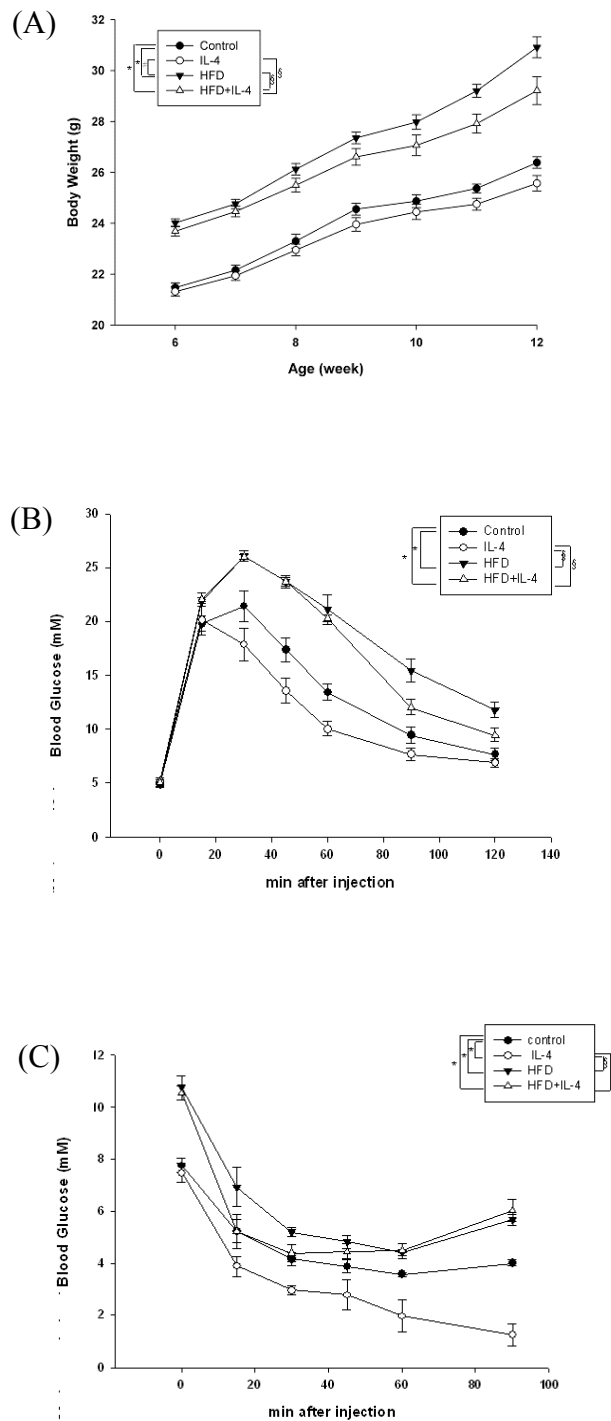 (A)
32
30
28
26
24
22
20
Body Weight (g)
* * *
Control
IL-4
HFD
HFD+IL-4
§ § §
6
8
10
12
Age (week)
(B)
30
25
20
15
10
5
0
Blood Glucose (mM)
* *
Control
IL-4
HFD
HFD+IL-4
§ § §
0
20
40
60
80
100
120
140
min after injection
(C)
12
10
8
6
4
2
0
Blood Glucose (mM)
* * *
control
IL-4
HFD
HFD+IL-4
§ §
0
20
40
60
80
100
min after injection